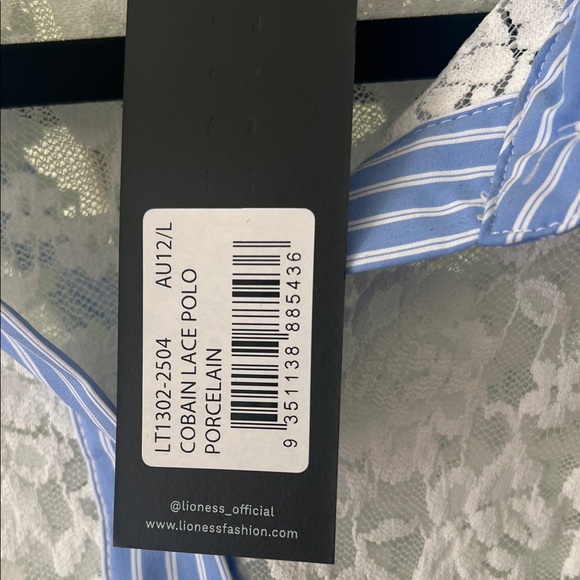 LT1302-2504 AU12/L
COBAIN LACE POLO
PORCELAIN
9 351138 885436
@lioness_official
www.lionessfashion.com